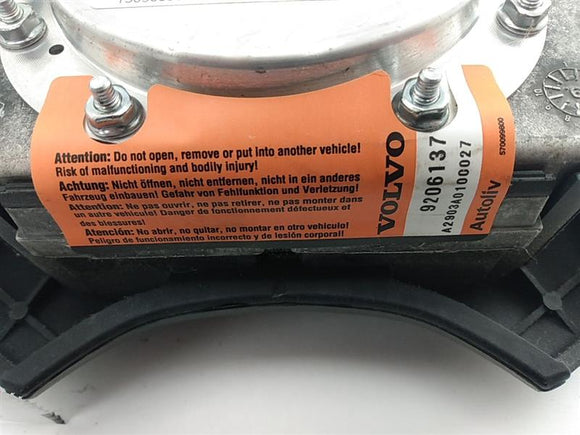 Attention: Do not open, remove or put into another vehicle!
Risk of malfunctioning and bodily injury!
Achtung: Nicht öffnen, nicht entfernen, nicht in ein anderes
Fahrzeug einbauen! Gefahr von Fehlfunktion und Verletzung!
Attention: Ne pas ouvrir, ne pas retirer, ne pas monter dans
un autre véhicule! Danger de fonctionnement défectueux et
des blessures!
Atención: No abrir, no quitar, no montar en otro vehículo!
Peligro de funcionamiento incorrecto y de lesión corporal!
VOLVO
9206137
A2903A0100027
Autoliv
570099800